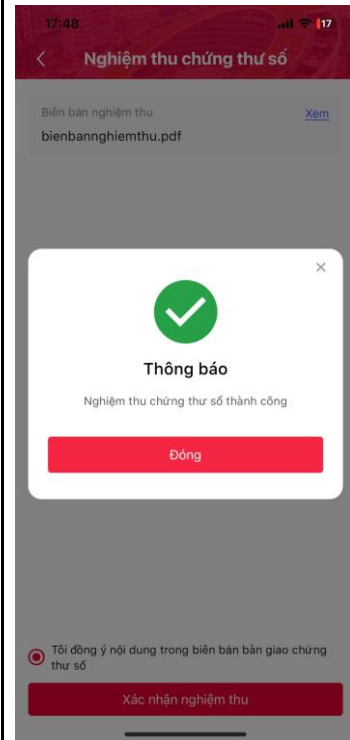 17:48
17
Nghiệm thu chứng thư số
Biên bản nghiệm thu
Xem
bienbannghiemthu.pdf
Thông báo
Nghiệm thu chứng thư số thành công
Đóng
Tôi đồng ý nội dung trong biên bản bàn giao chứng
thư số
Xác nhận nghiệm thu